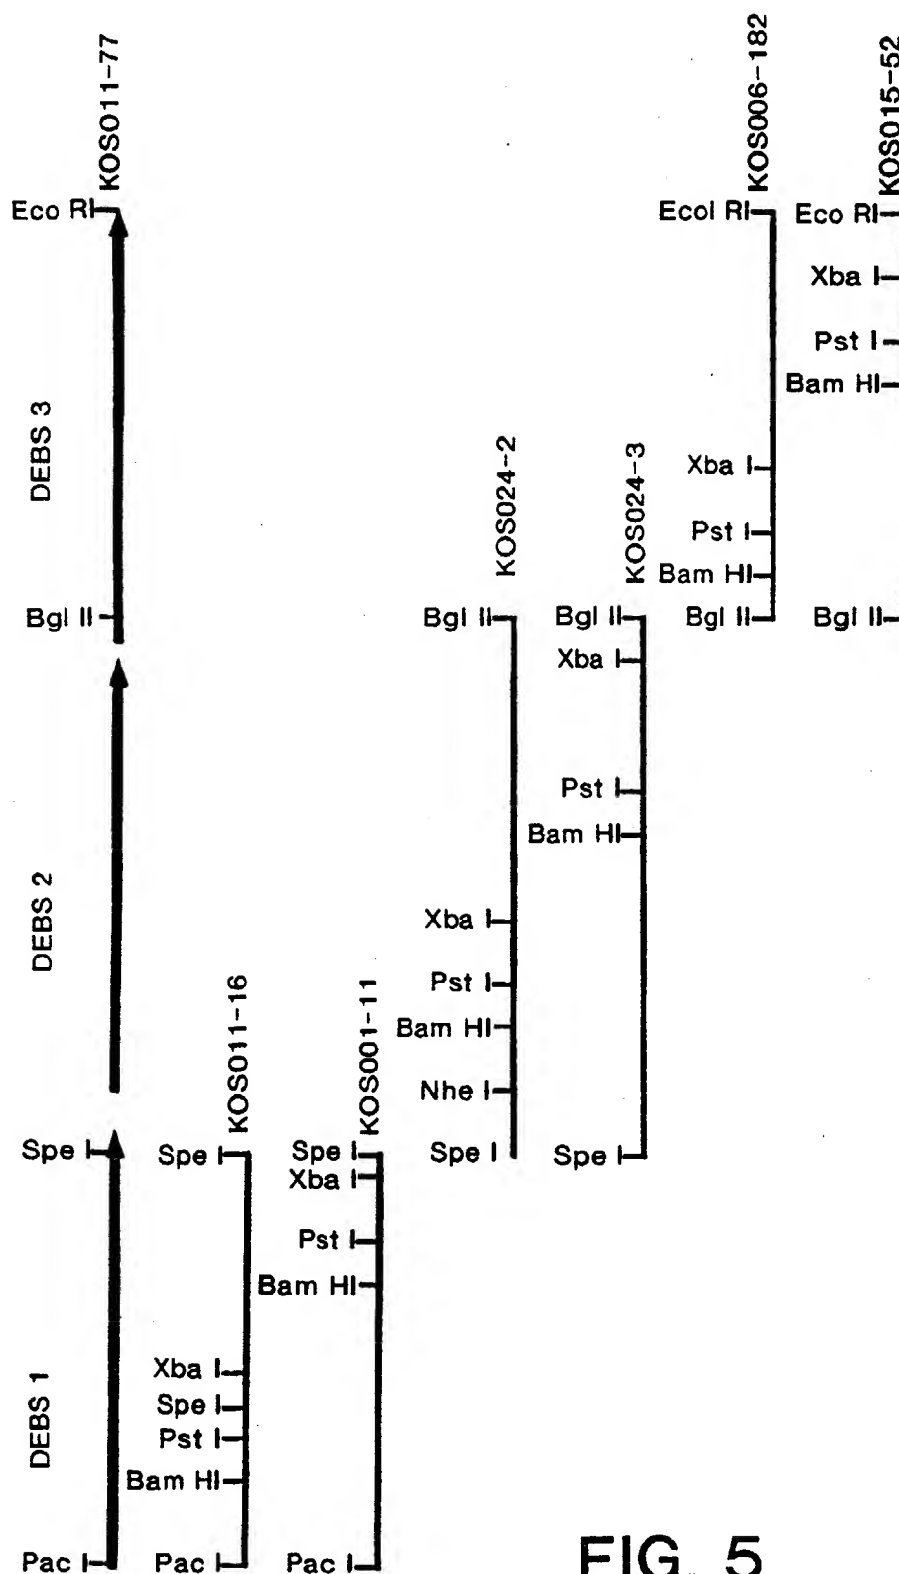 KOS011-77
Eco RI
DEBS 3
Bgl II
DEBS 2
Spe I
DEBS 1
Pac I
KOS011-16
Spe I
Xba I
Spe I
Pst I
Bam HI
Pac I
KOS001-11
Spe I
Xba I
Pst I
Bam HI
Pac I
KOS024-2
Bgl II
Xba I
Pst I
Bam HI
Nhe I
Spe I
KOS024-3
Bgl II
Xba I
Pst I
Bam HI
Spe I
KOS006-182
Ecol RI
Xba I
Pst I
Bam HI
Bgl II
KOS015-52
Eco RI
Xba I
Pst I
Bam HI
Bgl II
FIG. 5